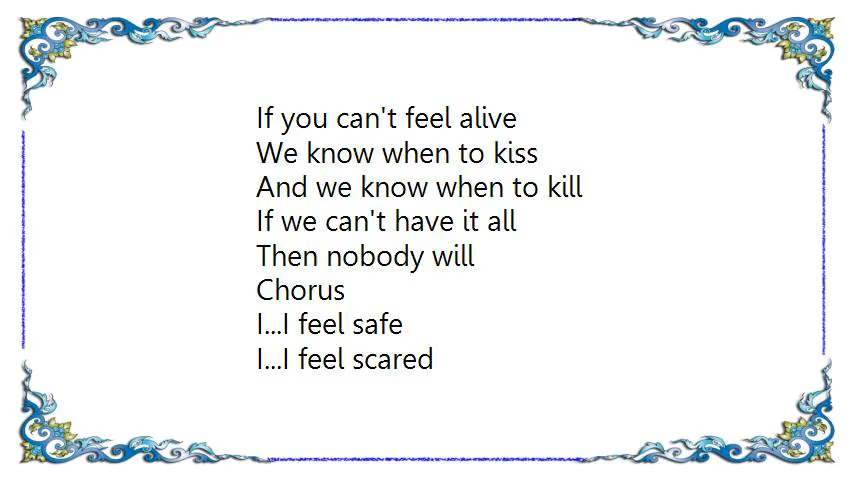 If you can't feel alive
We know when to kiss
And we know when to kill
If we can't have it all
Then nobody will
Chorus
I...I feel safe
I...I feel scared